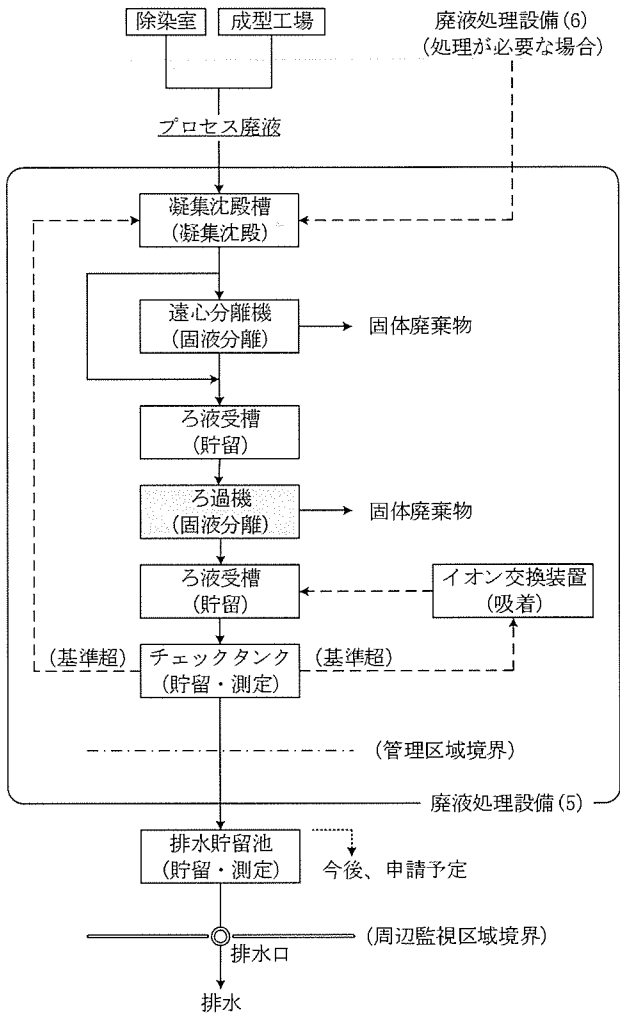 除染室
成型工場
廃液処理設備(6)
(処理が必要な場合)
プロセス廃液
凝集沈殿槽
(凝集沈殿)
遠心分離機
(固液分離)
固体廃棄物
ろ液受槽
(貯留)
ろ過機
(固液分離)
固体廃棄物
ろ液受槽
(貯留)
イオン交換装置
(吸着)
(基準超)
チェックタンク
(貯留・測定)
(基準超)
(管理区域境界)
廃液処理設備(5)
排水貯留池
(貯留・測定)
今後、申請予定
(周辺監視区域境界)
排水口
排水